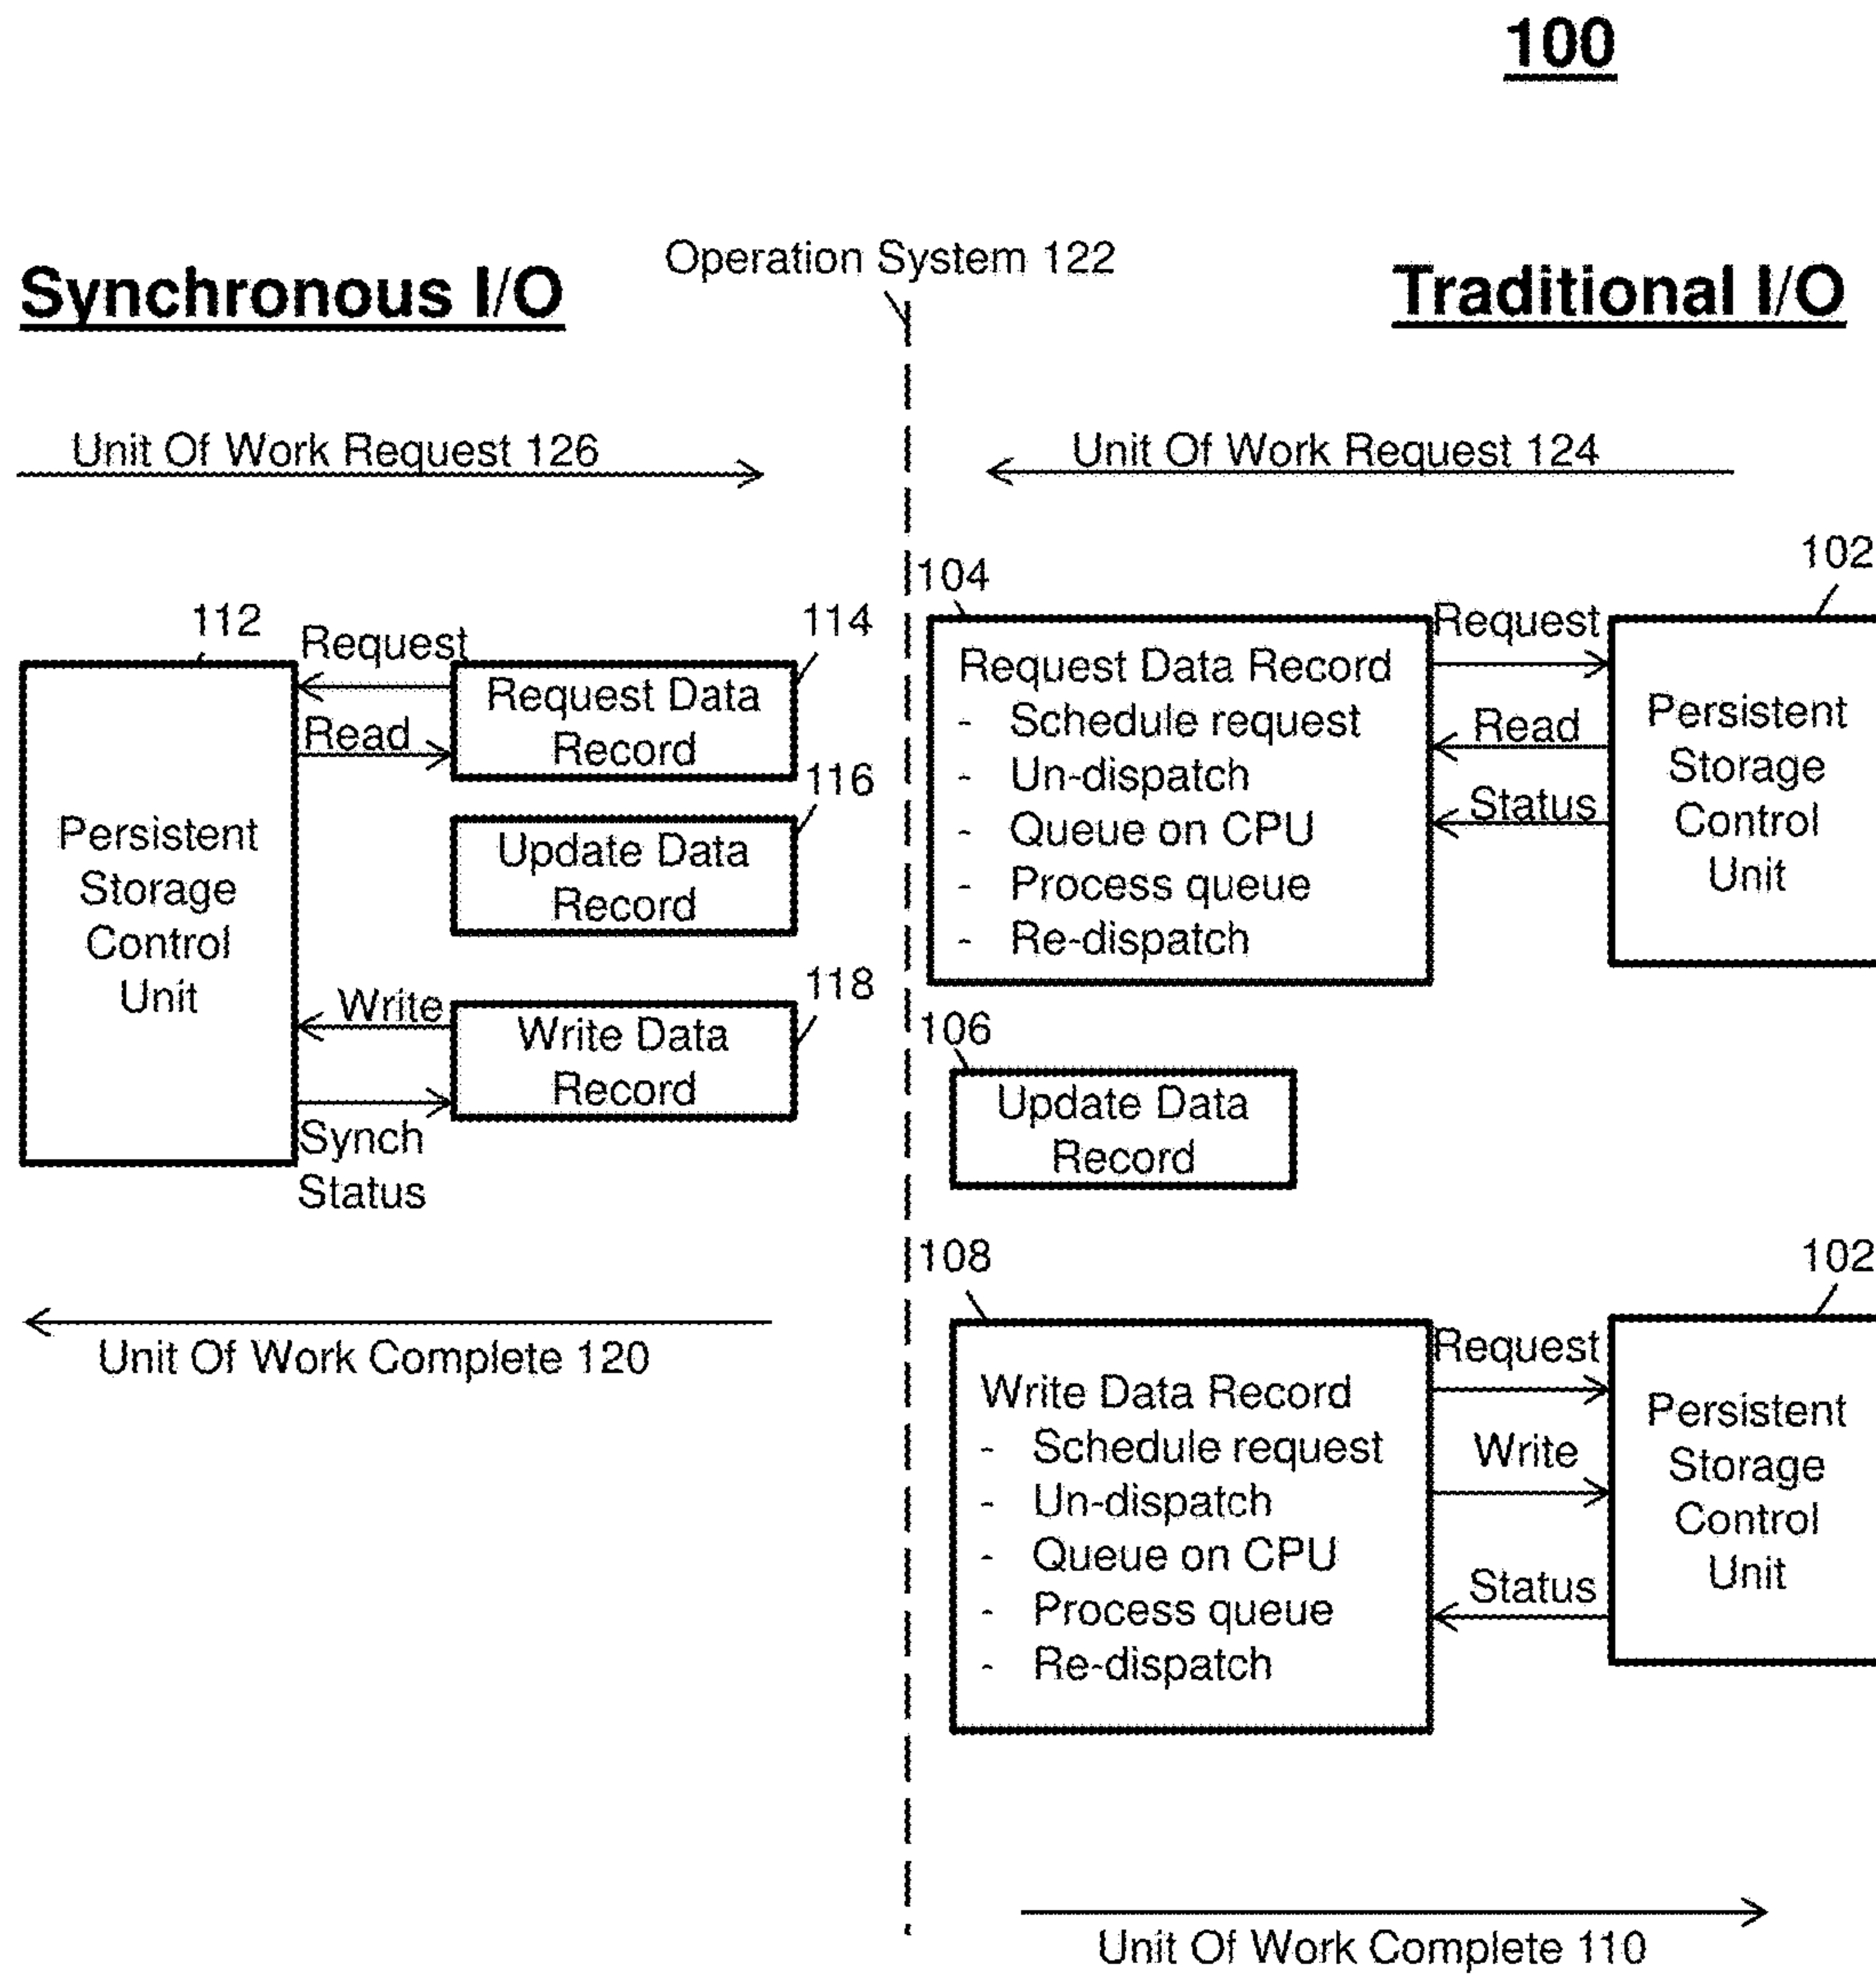 100
Operation System 122
Synchronous I/O
Traditional I/O
Unit Of Work Request 126
Unit Of Work Request 124
112
Request
Read
Persistent
Storage
Control
Unit
114
Request Data
Record
116
Update Data
Record
118
Write
Write Data
Record
Synch
Status
Unit Of Work Complete 120
104
Request Data Record
- Schedule request
- Un-dispatch
- Queue on CPU
- Process queue
- Re-dispatch
Request
Read
Status
102
Persistent
Storage
Control
Unit
106
Update Data
Record
108
Write Data Record
- Schedule request
- Un-dispatch
- Queue on CPU
- Process queue
- Re-dispatch
Request
Write
Status
102
Persistent
Storage
Control
Unit
Unit Of Work Complete 110